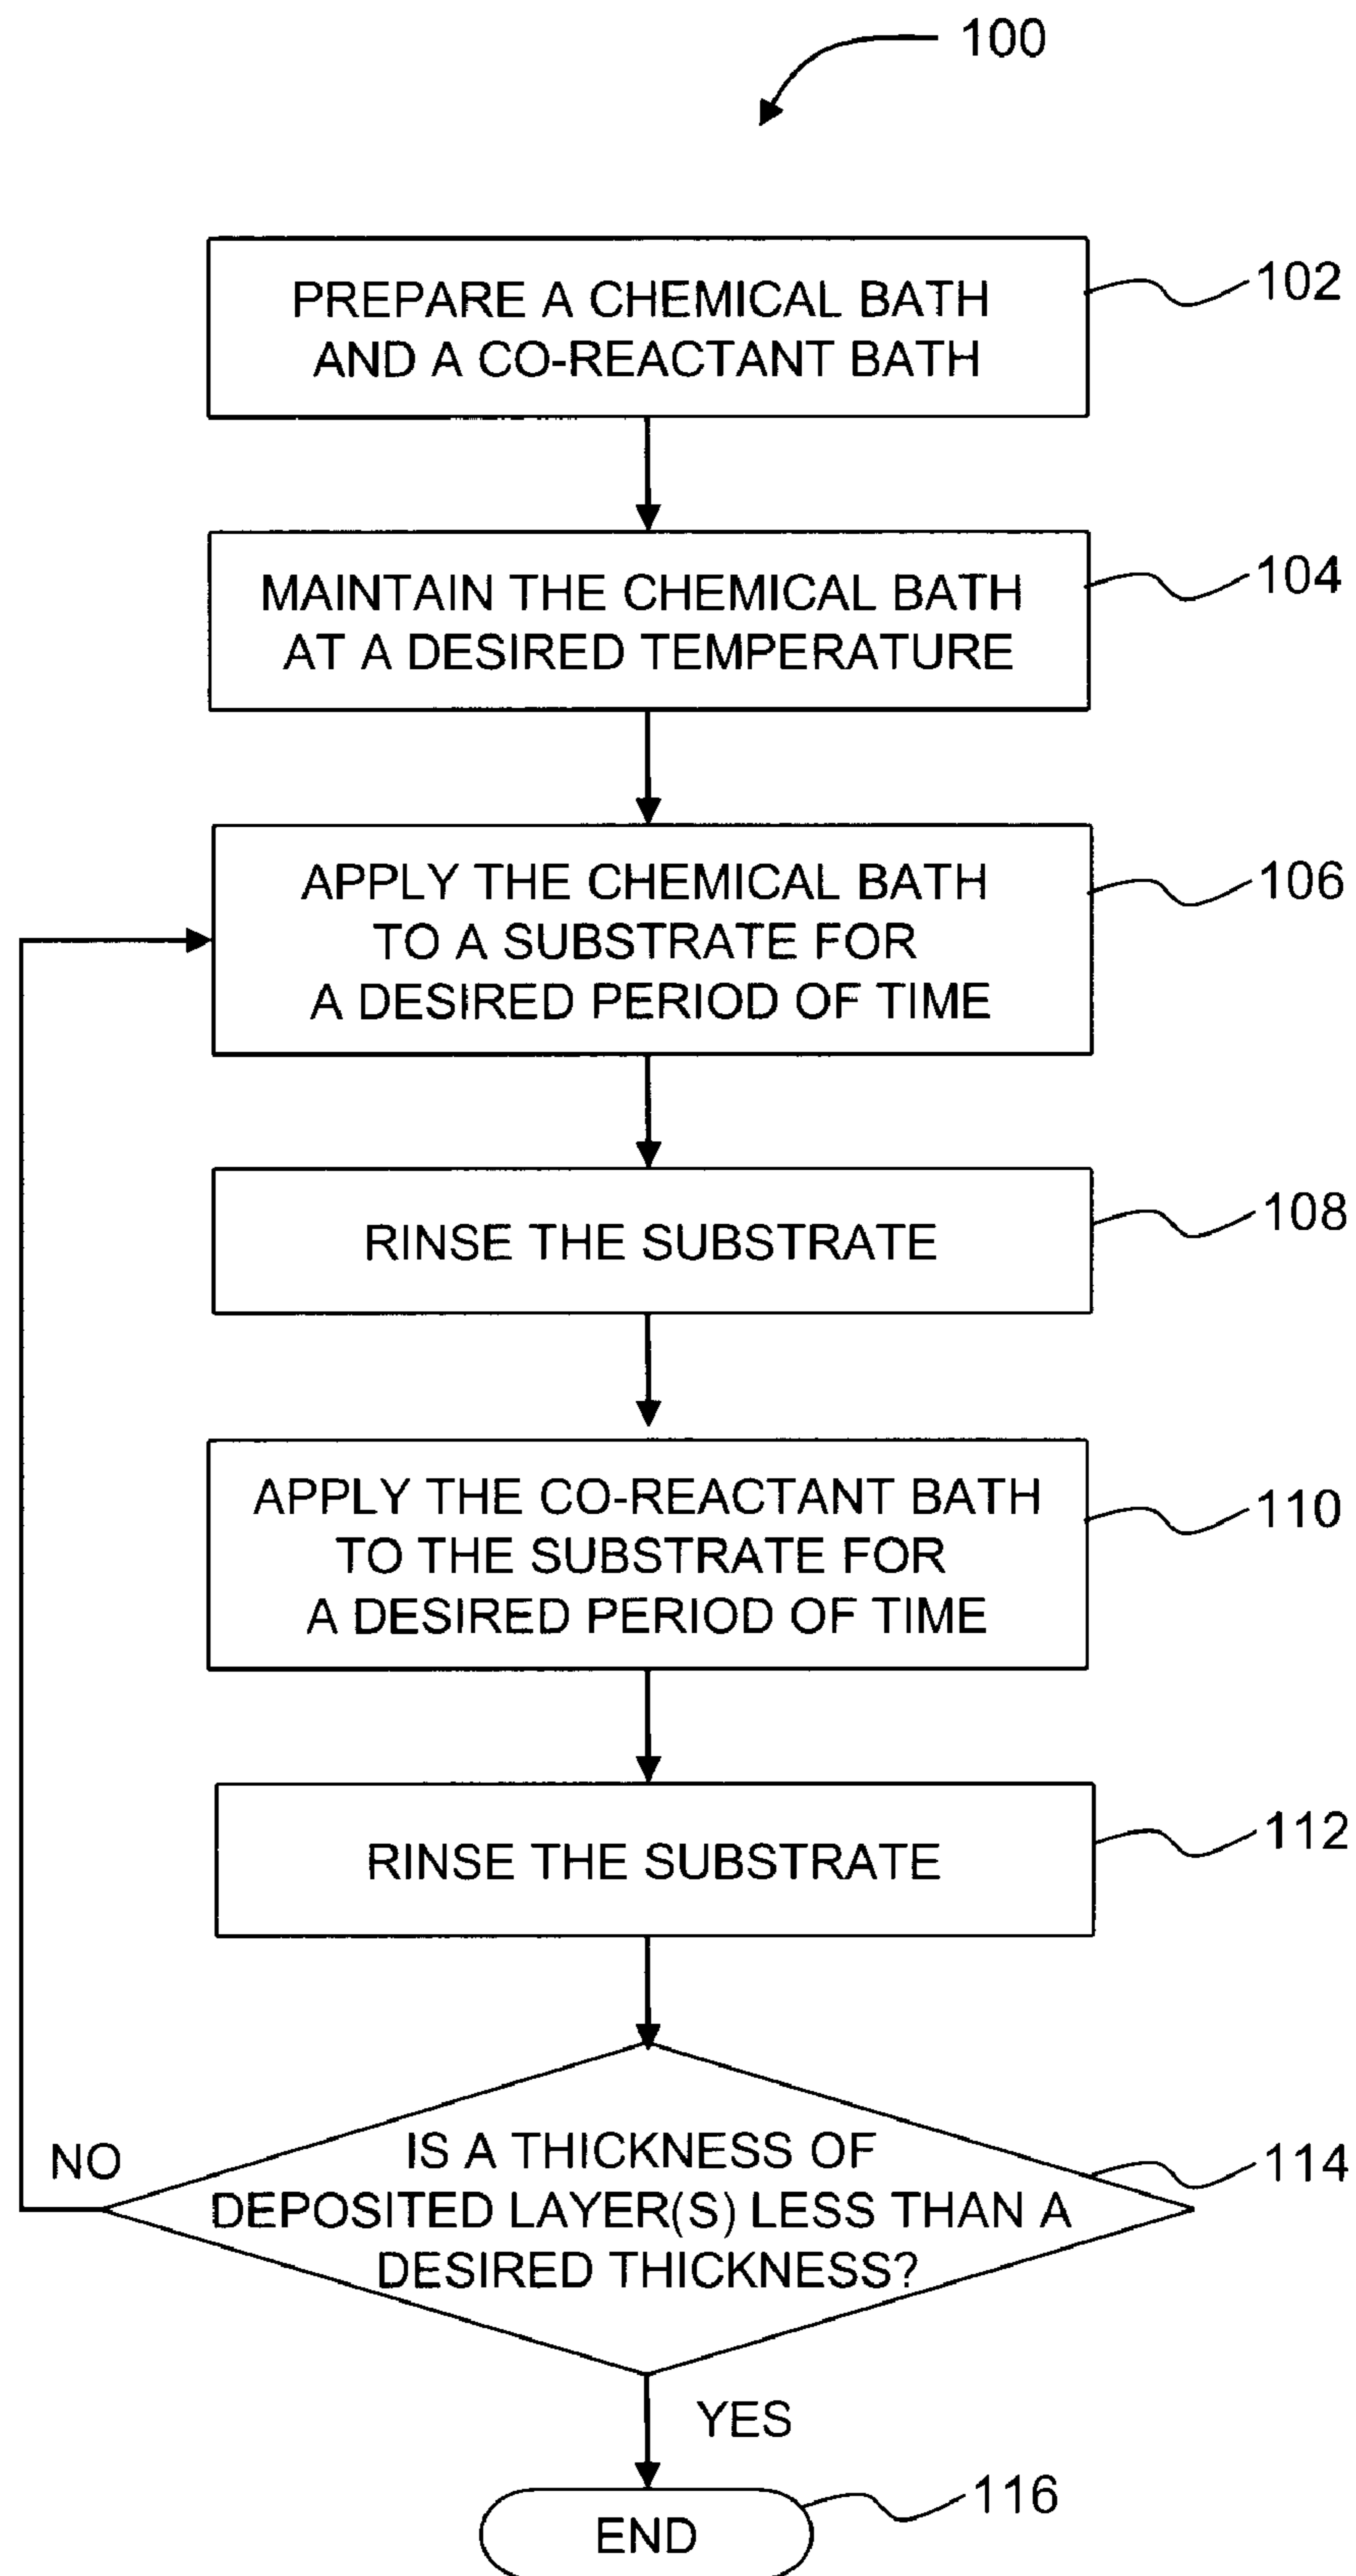 100
PREPARE A CHEMICAL BATH
AND A CO-REACTANT BATH
102
MAINTAIN THE CHEMICAL BATH
AT A DESIRED TEMPERATURE
104
APPLY THE CHEMICAL BATH
TO A SUBSTRATE FOR
A DESIRED PERIOD OF TIME
106
RINSE THE SUBSTRATE
108
APPLY THE CO-REACTANT BATH
TO THE SUBSTRATE FOR
A DESIRED PERIOD OF TIME
110
RINSE THE SUBSTRATE
112
NO
IS A THICKNESS OF
DEPOSITED LAYER(S) LESS THAN A
DESIRED THICKNESS?
114
YES
END
116